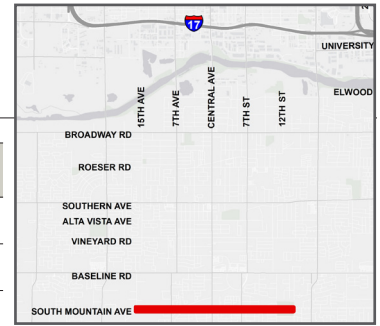 17
UNIVERSITY
ELWOOD
15TH AVE
7TH AVE
CENTRAL AVE
7TH ST
12TH ST
BROADWAY RD
ROESER RD
SOUTHERN AVE
ALTA VISTA AVE
VINEYARD RD
BASELINE RD
SOUTH MOUNTAIN AVE